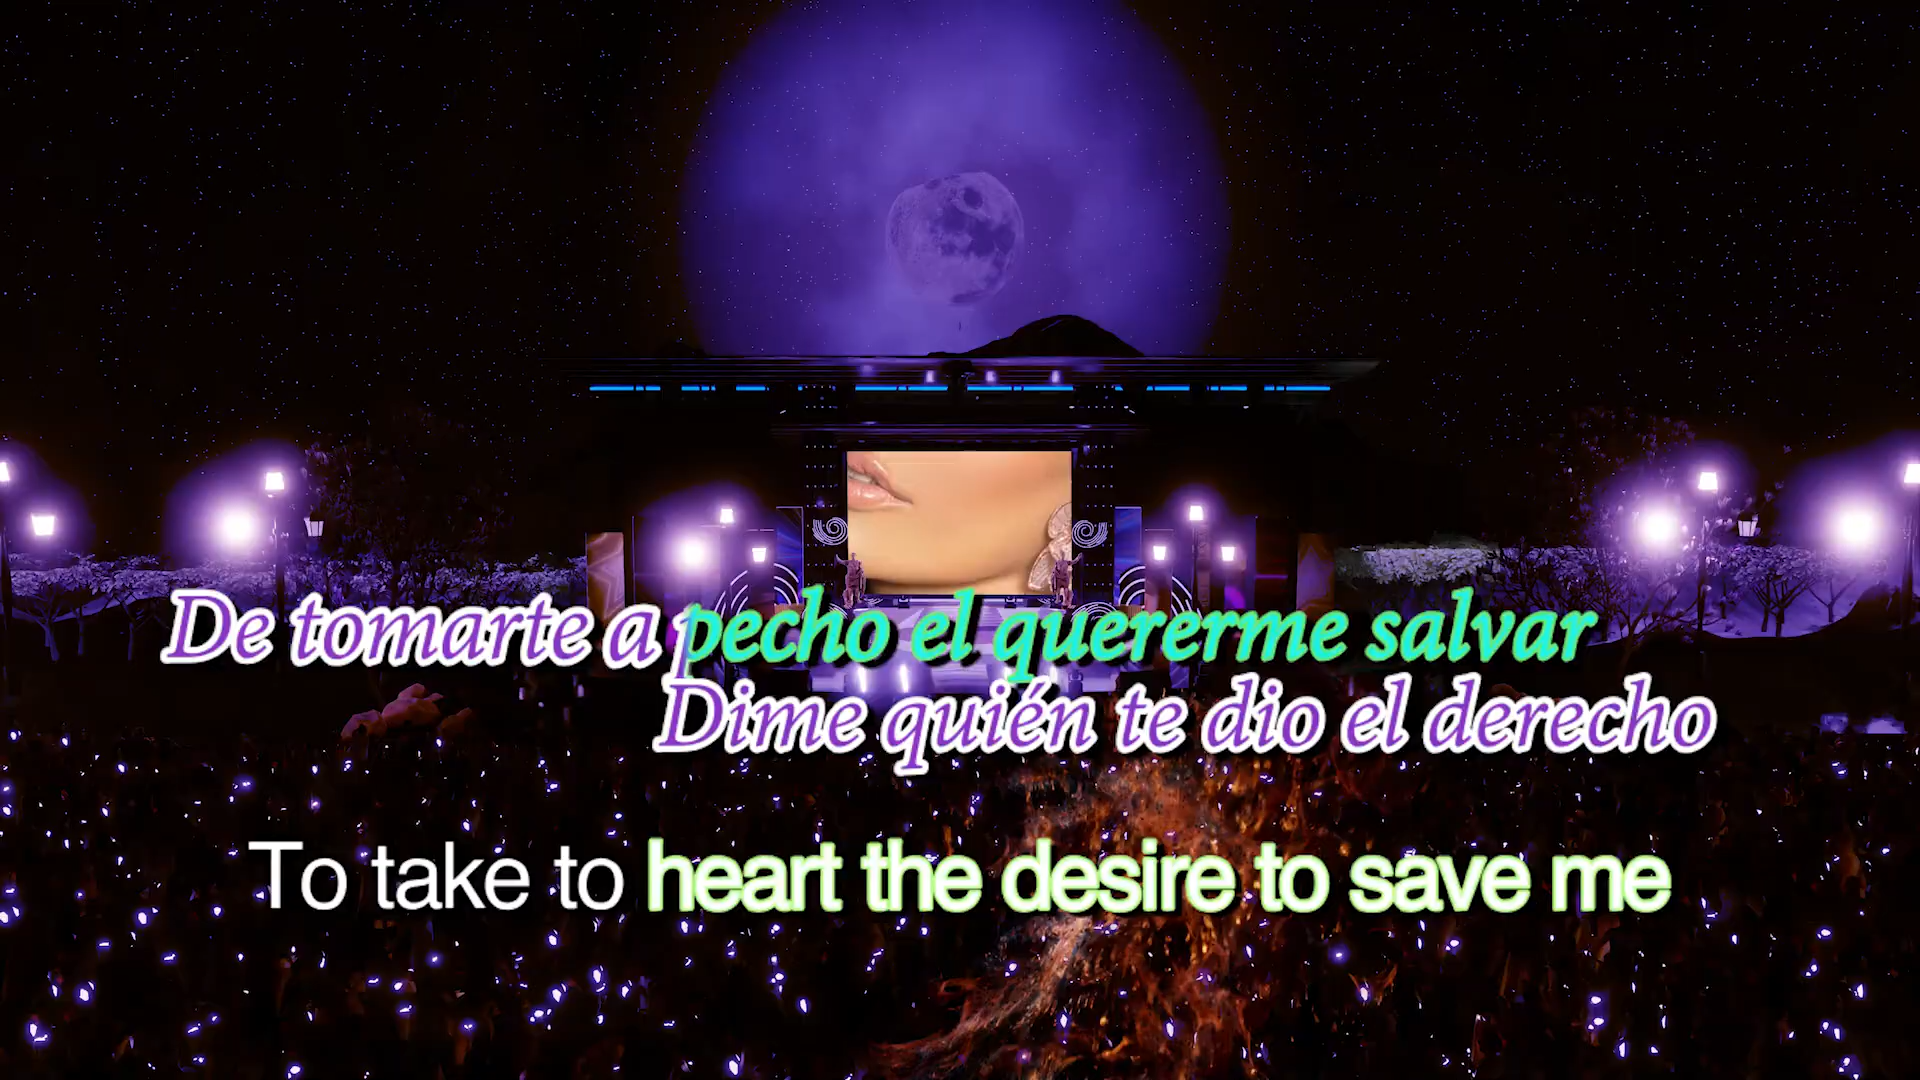 De tomarte a pecho el quererme salvar
Dime quién te dio el derecho
To take to heart the desire to save me